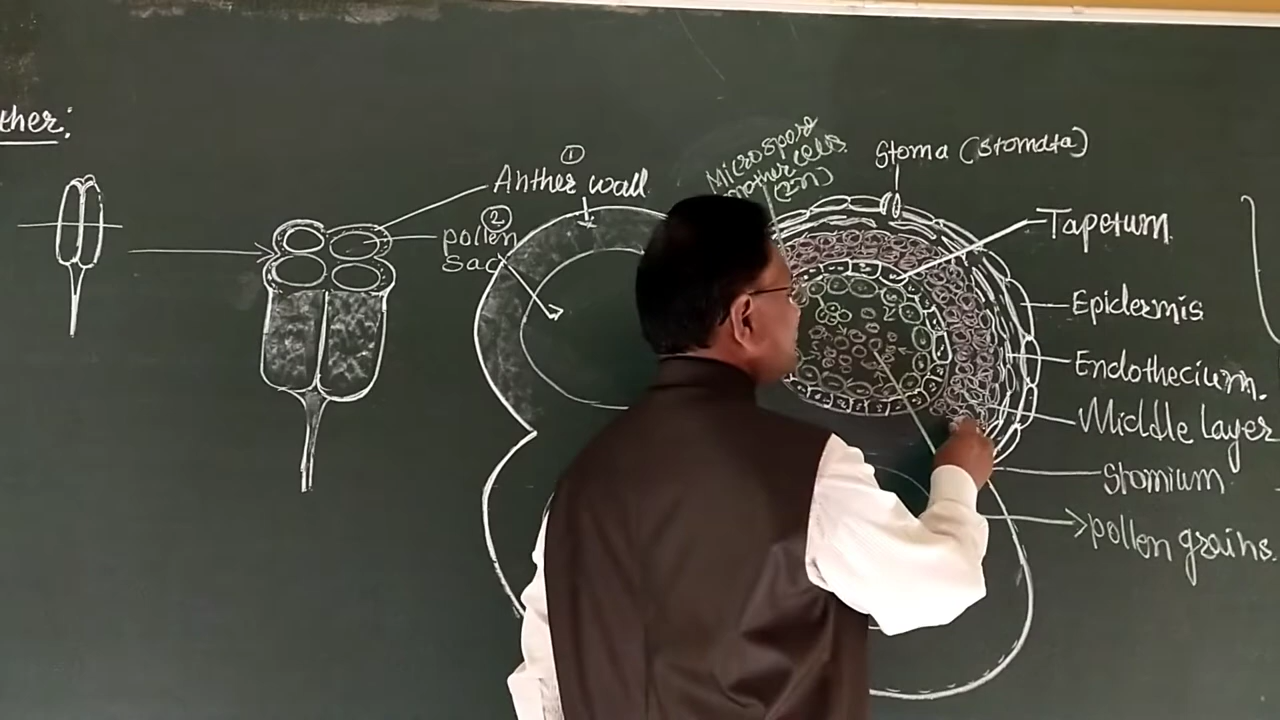 ther:
①
Anther wall
②
pollen
Sac
Microspore
mother cells
(2n)
Stoma (Stomata)
Tapetum
Epidermis
Endothecium.
Middle layer
Stomium
pollen grains.